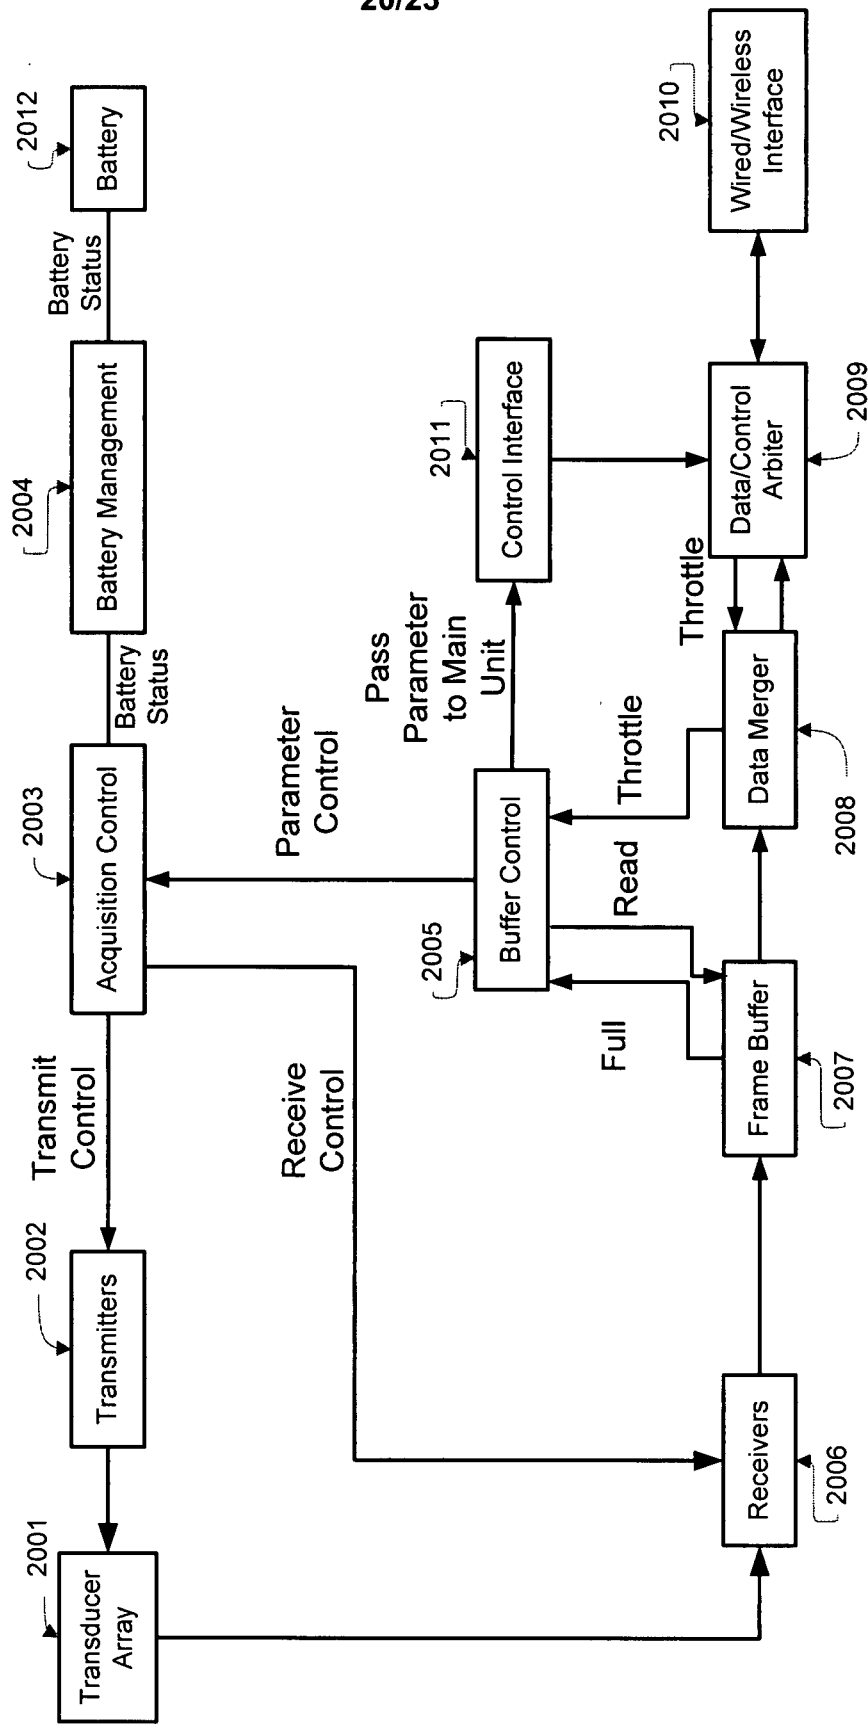 20/23
2001
Transducer
Array
2002
Transmitters
Transmit
Control
2003
Acquisition Control
Battery
Status
2004
Battery Management
Battery
Status
2012
Battery
Receive
Control
Parameter
Control
2005
Buffer Control
Pass
Parameter
to Main
Unit
2011
Control Interface
Full
Read
Throttle
Throttle
2006
Receivers
2007
Frame Buffer
2008
Data Merger
2009
Data/Control
Arbiter
2010
Wired/Wireless
Interface